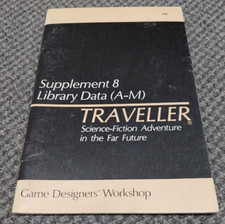 Supplement 8
Library Data (A-M)
TRAVELLER
Science-Fiction Adventure
in the Far Future
Game Designers' Workshop